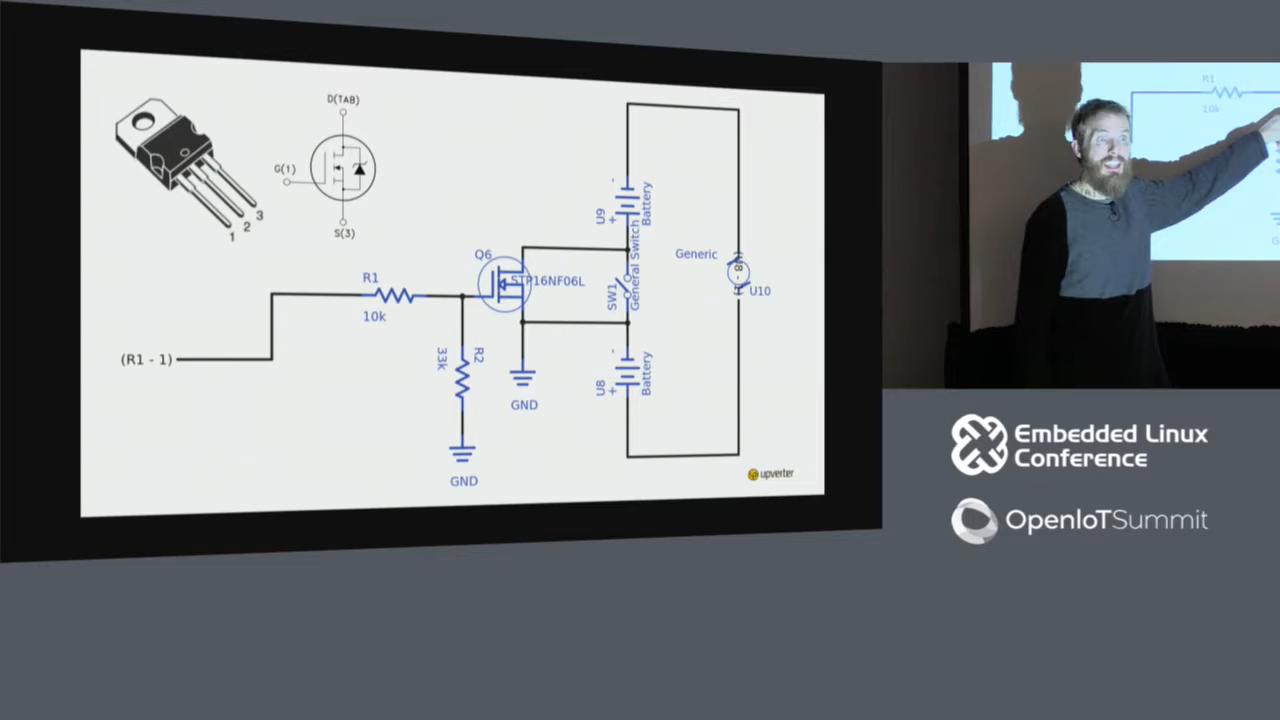 D(TAB)
G(1)
S(3)
1
2
3
Q6
STP16NF06L
R1
10k
(R1 - 1)
R2
33k
GND
GND
U9
-
+
Battery
SW1
General Switch
U8
-
+
Battery
Generic
U10
upverter
R1
10k
Embedded Linux
Conference
OpenIoTSummit